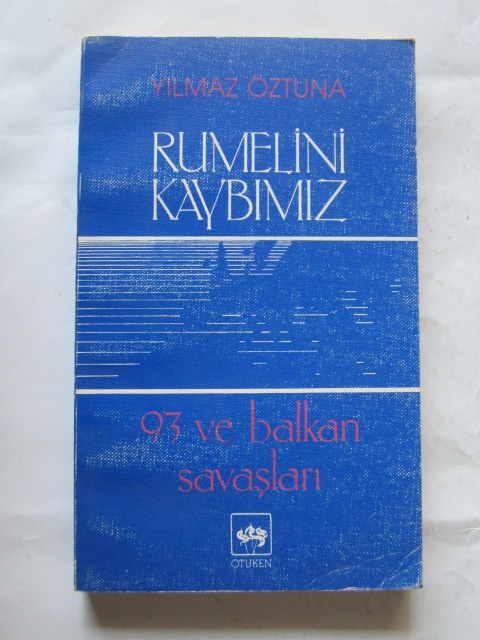 YILMAZ ÖZTUNA
RUMELİNİ
KAYBIMIZ
93 ve balkan
savaşları
ÖTÜKEN